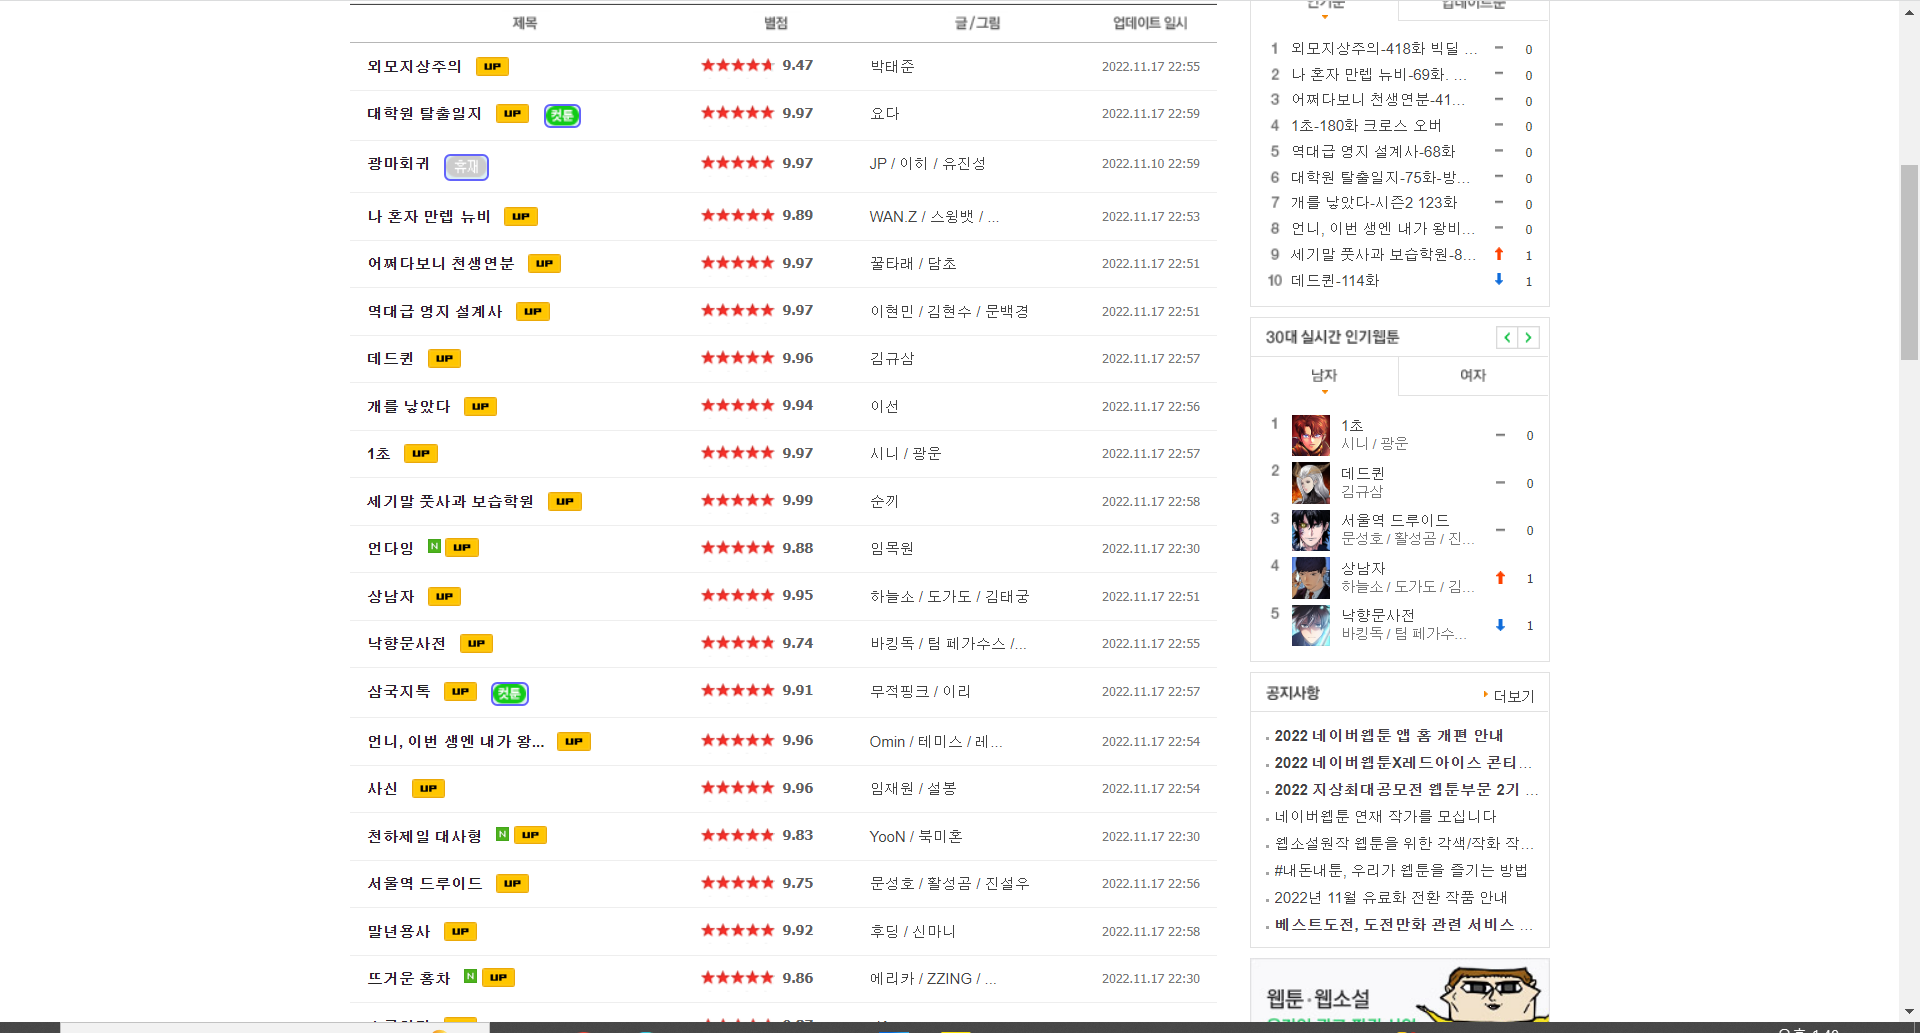 제목 별점 글/그림 업데이트 일시
외모지상주의 UP 9.47 박태준 2022.11.17 22:55
대학원 탈출일지 UP 컷툰 9.97 요다 2022.11.17 22:59
광마회귀 휴재 9.97 JP / 이히 / 유진성 2022.11.10 22:59
나 혼자 만렙 뉴비 UP 9.89 WAN.Z / 스윙뱃 / ... 2022.11.17 22:53
어쩌다보니 천생연분 UP 9.97 꿀타래 / 담초 2022.11.17 22:51
역대급 영지 설계사 UP 9.97 이현민 / 김현수 / 문백경 2022.11.17 22:51
데드퀸 UP 9.96 김규삼 2022.11.17 22:57
개를 낳았다 UP 9.94 이선 2022.11.17 22:56
1초 UP 9.97 시니 / 광운 2022.11.17 22:57
세기말 풋사과 보습학원 UP 9.99 순끼 2022.11.17 22:58
언다잉 N UP 9.88 임목원 2022.11.17 22:30
상남자 UP 9.95 하늘소 / 도가도 / 김태궁 2022.11.17 22:51
낙향문사전 UP 9.74 바킹독 / 팀 페가수스 /... 2022.11.17 22:55
삼국지톡 UP 컷툰 9.91 무적핑크 / 이리 2022.11.17 22:57
언니, 이번 생엔 내가 왕... UP 9.96 Omin / 테미스 / 레... 2022.11.17 22:54
사신 UP 9.96 임재원 / 설봉 2022.11.17 22:54
천하제일 대사형 N UP 9.83 YooN / 북미혼 2022.11.17 22:30
서울역 드루이드 UP 9.75 문성호 / 활성곰 / 진설우 2022.11.17 22:56
말년용사 UP 9.92 후딩 / 신마니 2022.11.17 22:58
뜨거운 홍차 N UP 9.86 에리카 / ZZING / ... 2022.11.17 22:30
인기순 업데이트순
1 외모지상주의-418화 빅딜 ... 0
2 나 혼자 만렙 뉴비-69화. ... 0
3 어쩌다보니 천생연분-41... 0
4 1초-180화 크로스 오버 0
5 역대급 영지 설계사-68화 0
6 대학원 탈출일지-75화-방... 0
7 개를 낳았다-시즌2 123화 0
8 언니, 이번 생엔 내가 왕비... 0
9 세기말 풋사과 보습학원-8... 1
10 데드퀸-114화 1
30대 실시간 인기웹툰
남자 여자
1 1초 0
시니 / 광운
2 데드퀸 0
김규삼
3 서울역 드루이드 0
문성호 / 활성곰 / 진...
4 상남자 1
하늘소 / 도가도 / 김...
5 낙향문사전 1
바킹독 / 팀 페가수...
공지사항 더보기
2022 네이버웹툰 앱 홈 개편 안내
2022 네이버웹툰X레드아이스 콘티...
2022 지상최대공모전 웹툰부문 2기 ...
네이버웹툰 연재 작가를 모십니다
웹소설원작 웹툰을 위한 각색/작화 작...
#내돈내툰, 우리가 웹툰을 즐기는 방법
2022년 11월 유료화 전환 작품 안내
베스트도전, 도전만화 관련 서비스 ...
웹툰·웹소설